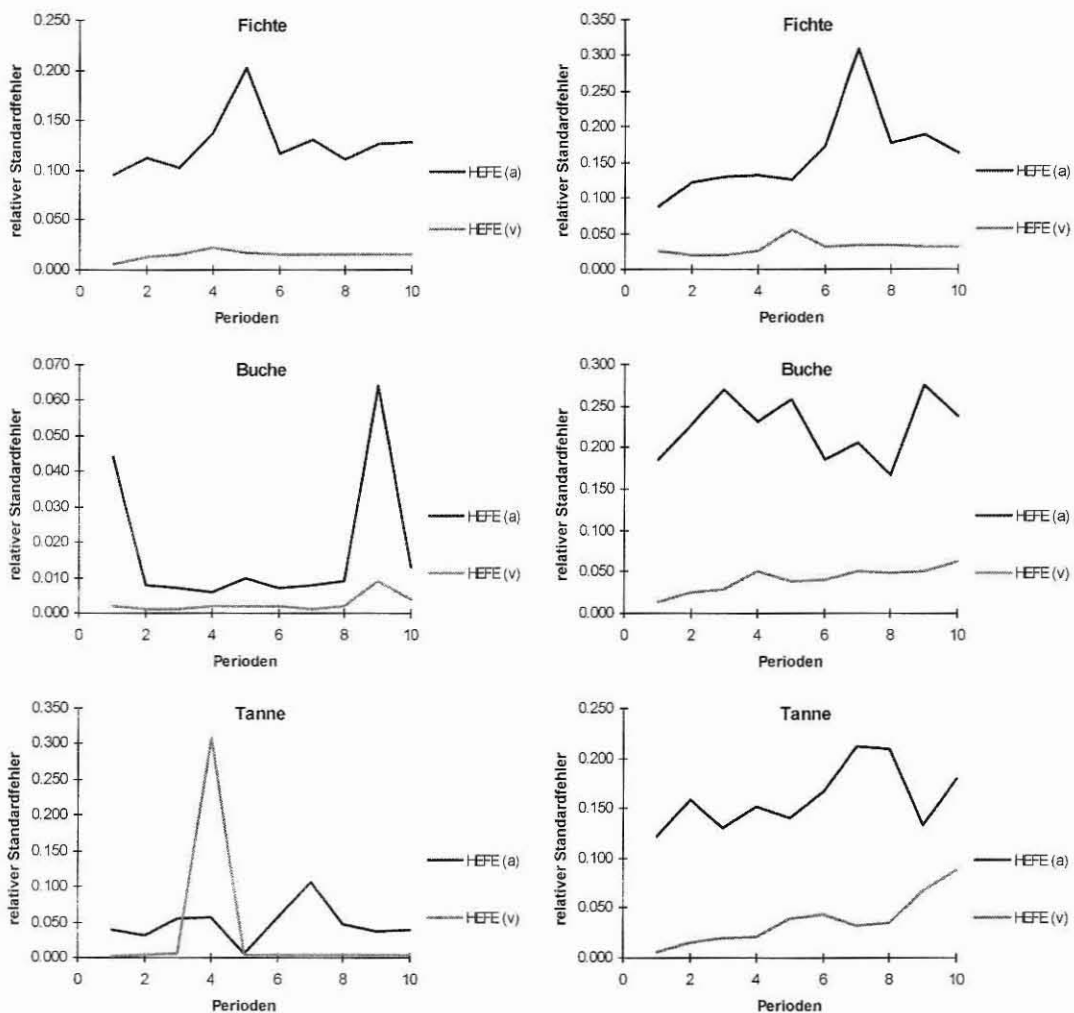 Fichte
relativer Standardfehler
0.250
0.200
0.150
0.100
0.050
0.000
0 2 4 6 8 10
Perioden
HEFE (a)
HEFE (v)
Fichte
relativer Standardfehler
0.350
0.300
0.250
0.200
0.150
0.100
0.050
0.000
0 2 4 6 8 10
Perioden
HEFE (a)
HEFE (v)
Buche
relativer Standardfehler
0.070
0.060
0.050
0.040
0.030
0.020
0.010
0.000
0 2 4 6 8 10
Perioden
HEFE (a)
HEFE (v)
Buche
relativer Standardfehler
0.300
0.250
0.200
0.150
0.100
0.050
0.000
0 2 4 6 8 10
Perioden
HEFE (a)
HEFE (v)
Tanne
relativer Standardfehler
0.350
0.300
0.250
0.200
0.150
0.100
0.050
0.000
0 2 4 6 8 10
Perioden
HEFE (a)
HEFE (v)
Tanne
relativer Standardfehler
0.250
0.200
0.150
0.100
0.050
0.000
0 2 4 6 8 10
Perioden
HEFE (a)
HEFE (v)